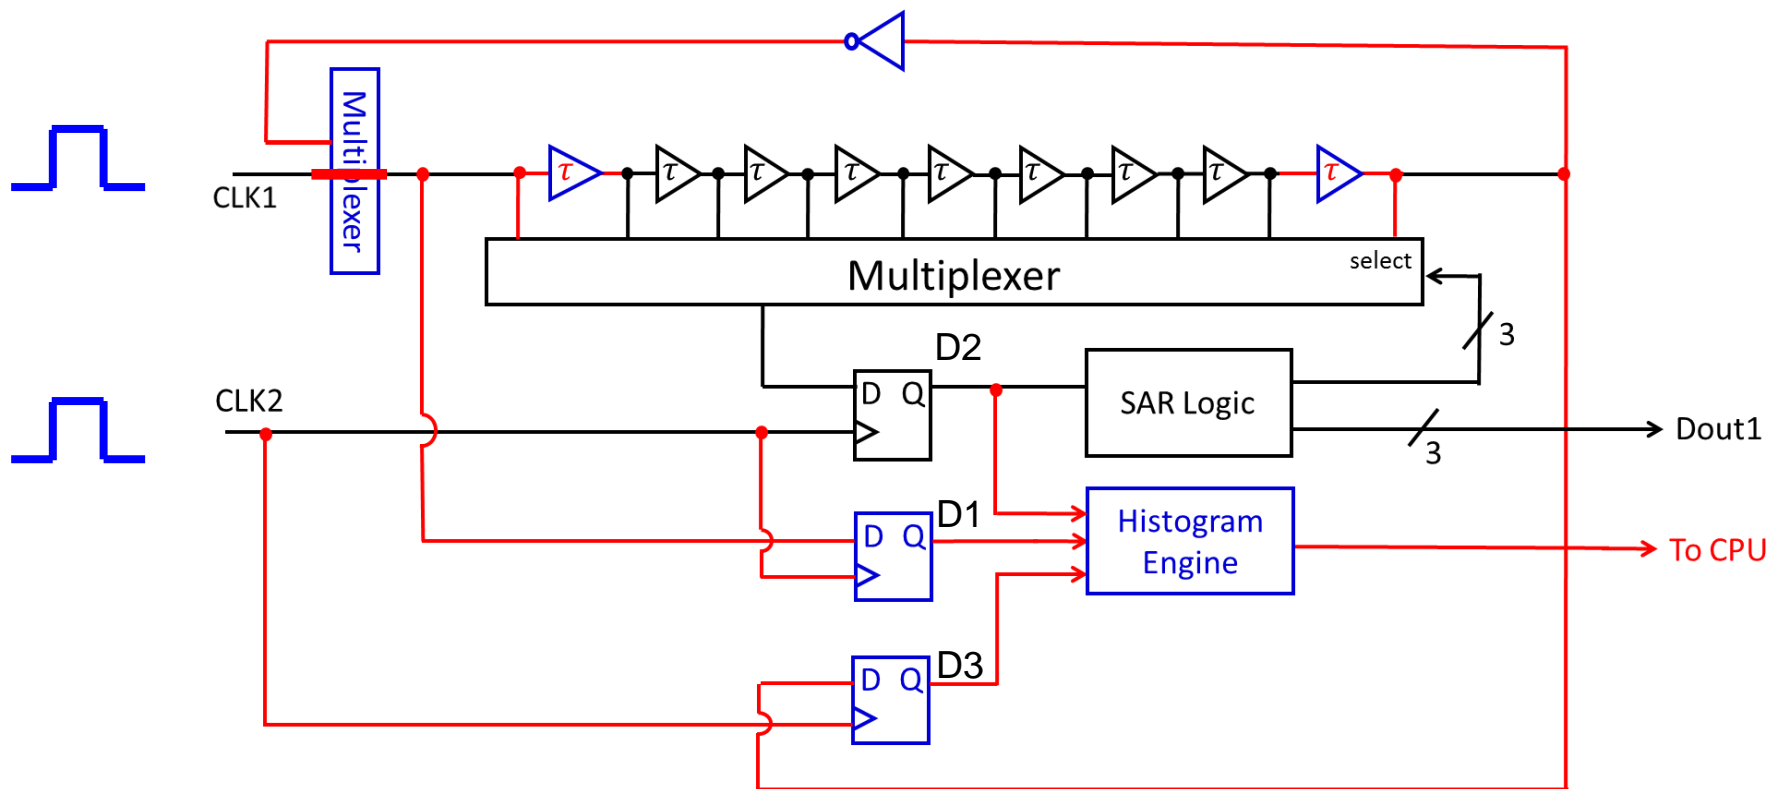 Multiplexer
CLK1
τ
τ
τ
τ
τ
τ
τ
τ
τ
select
Multiplexer
3
D2
CLK2
D Q
SAR Logic
Dout1
3
D1
D Q
Histogram
Engine
To CPU
D3
D Q